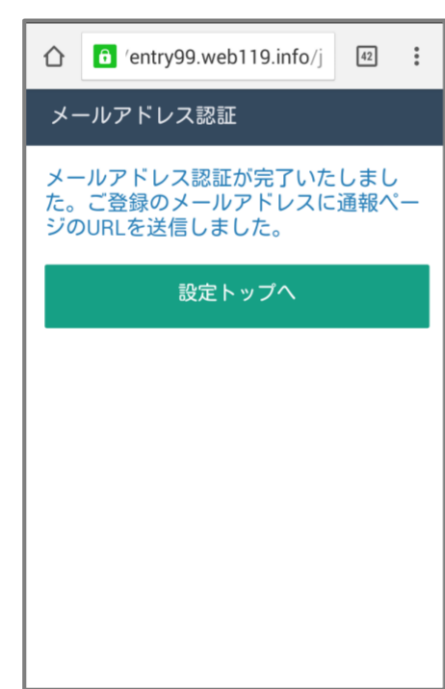 /entry99.web119.info/j
42
メールアドレス認証
メールアドレス認証が完了いたしまし
た。ご登録のメールアドレスに通報ペー
ジのURLを送信しました。
設定トップへ